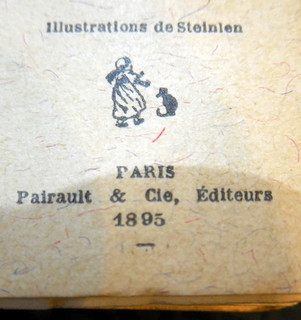 Illustrations de Steinlen
PARIS
Pairault & Cie, Éditeurs
1895